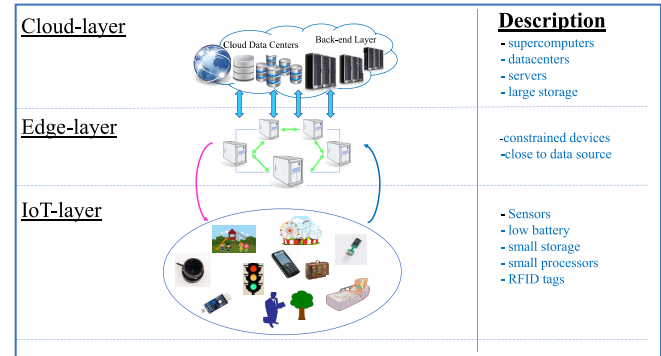 Cloud-layer
Cloud Data Centers
Back-end Layer
Description
- supercomputers
- datacenters
- servers
- large storage
Edge-layer
-constrained devices
-close to data source
IoT-layer
- Sensors
- low battery
- small storage
- small processors
- RFID tags